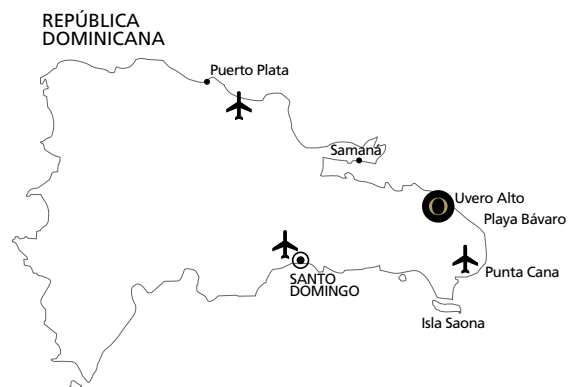 REPÚBLICA
DOMINICANA
Puerto Plata
Samaná
O
Uvero Alto
Playa Bávaro
Punta Cana
SANTO
DOMINGO
Isla Saona